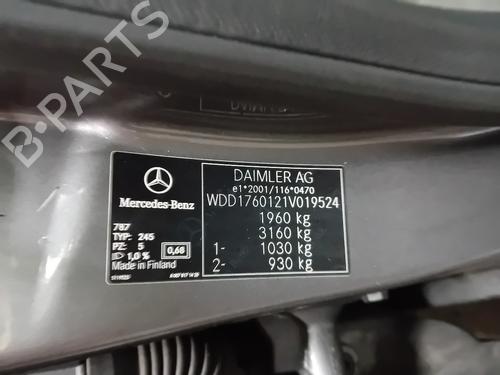 DAIMLER AG
e1*2001/116*0470
WDD1760121V019524
1960 kg
3160 kg
1- 1030 kg
2- 930 kg
Mercedes-Benz
787
TYP: 245
PZ: 5
1,0 % 0,68
Made in Finland
B-PARTS